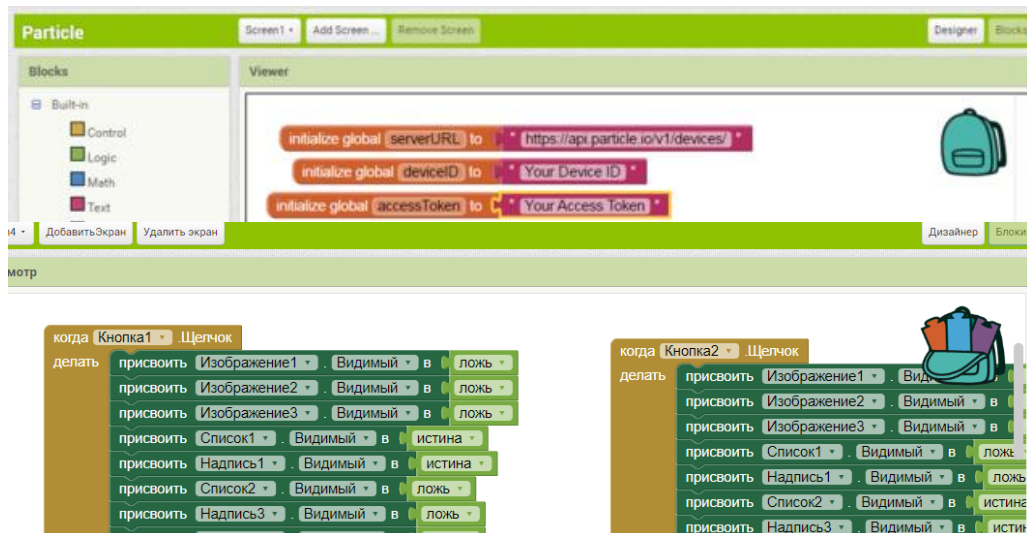 Particle Screen1 Add Screen ... Remove Screen Designer Blocks
Blocks Viewer
Built-in
Control
Logic
Math
Text
initialize global serverURL to " https://api.particle.io/v1/devices/ "
initialize global deviceID to " Your Device ID "
initialize global accessToken to " Your Access Token "
ДобавитьЭкран Удалить экран Дизайнер Блоки
мотр
когда Кнопка1 .Щелчок
делать присвоить Изображение1 . Видимый в ложь
присвоить Изображение2 . Видимый в ложь
присвоить Изображение3 . Видимый в ложь
присвоить Список1 . Видимый в истина
присвоить Надпись1 . Видимый в истина
присвоить Список2 . Видимый в ложь
присвоить Надпись3 . Видимый в ложь
когда Кнопка2 .Щелчок
делать присвоить Изображение1 .
присвоить Изображение2 . Видимый в
присвоить Изображение3 . Видимый в
присвоить Список1 . Видимый в ложь
присвоить Надпись1 . Видимый в ложь
присвоить Список2 . Видимый в истина
присвоить Надпись3 . Видимый в